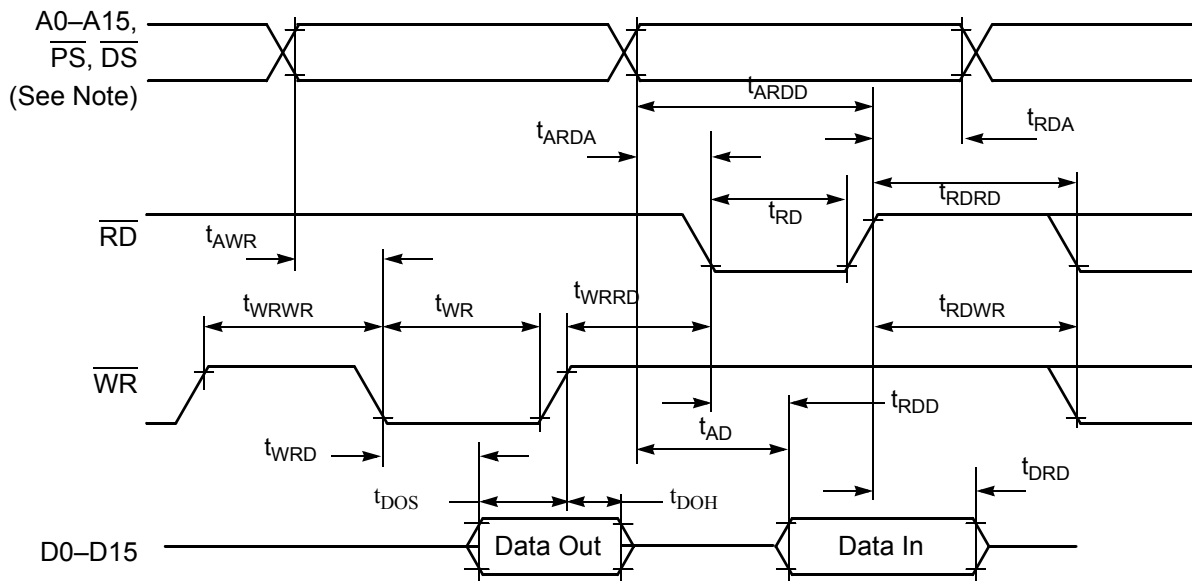 A0–A15,
PS, DS
(See Note)
tARDD
tRDA
tARDA
tRDRD
tRD
RD
tAWR
tWRRD
tWRWR
tWR
tRDWR
WR
tRDD
tAD
tWRD
tDRD
tDOS
tDOH
D0–D15
Data Out
Data In